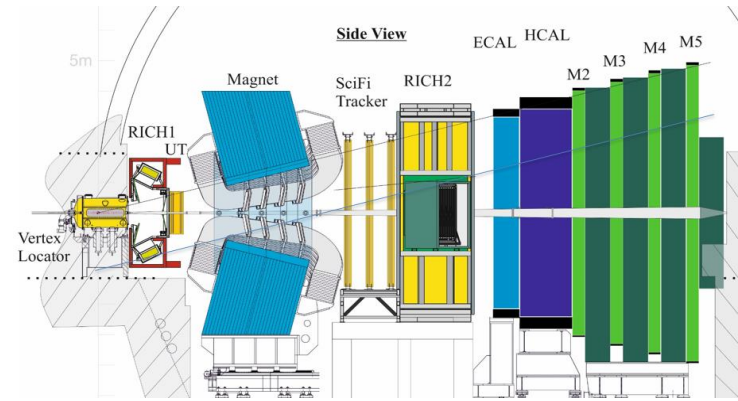 Side View
ECAL
HCAL
M5
M4
M3
M2
5m
Magnet
SciFi
Tracker
RICH2
RICH1
UT
Vertex
Locator